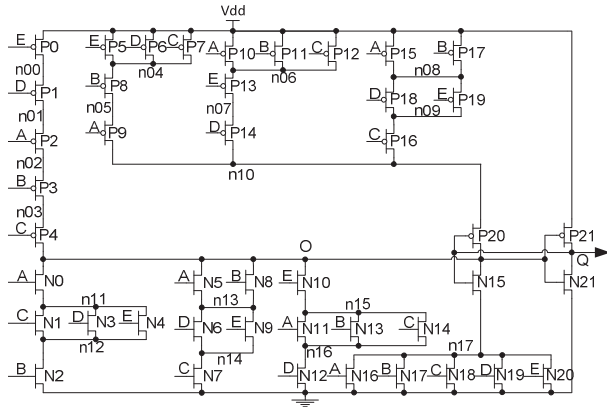 Vdd
E P0 E P5 D P6 C P7 A P10 B P11 C P12 A P15 B P17
n00 n04 n06 n08
D P1 B P8 E P13 D P18 E P19
n01 n05 n07 n09
A P2 A P9 D P14 C P16
n02 n10
B P3
n03
C P4 P20 P21
O Q
A N0 A N5 B N8 E N10 N15 N21
n11 n13 n15
C N1 D N3 E N4 D N6 E N9 A N11 B N13 C N14
n12 n14 n16 n17
B N2 C N7 D N12 A N16 B N17 C N18 D N19 E N20